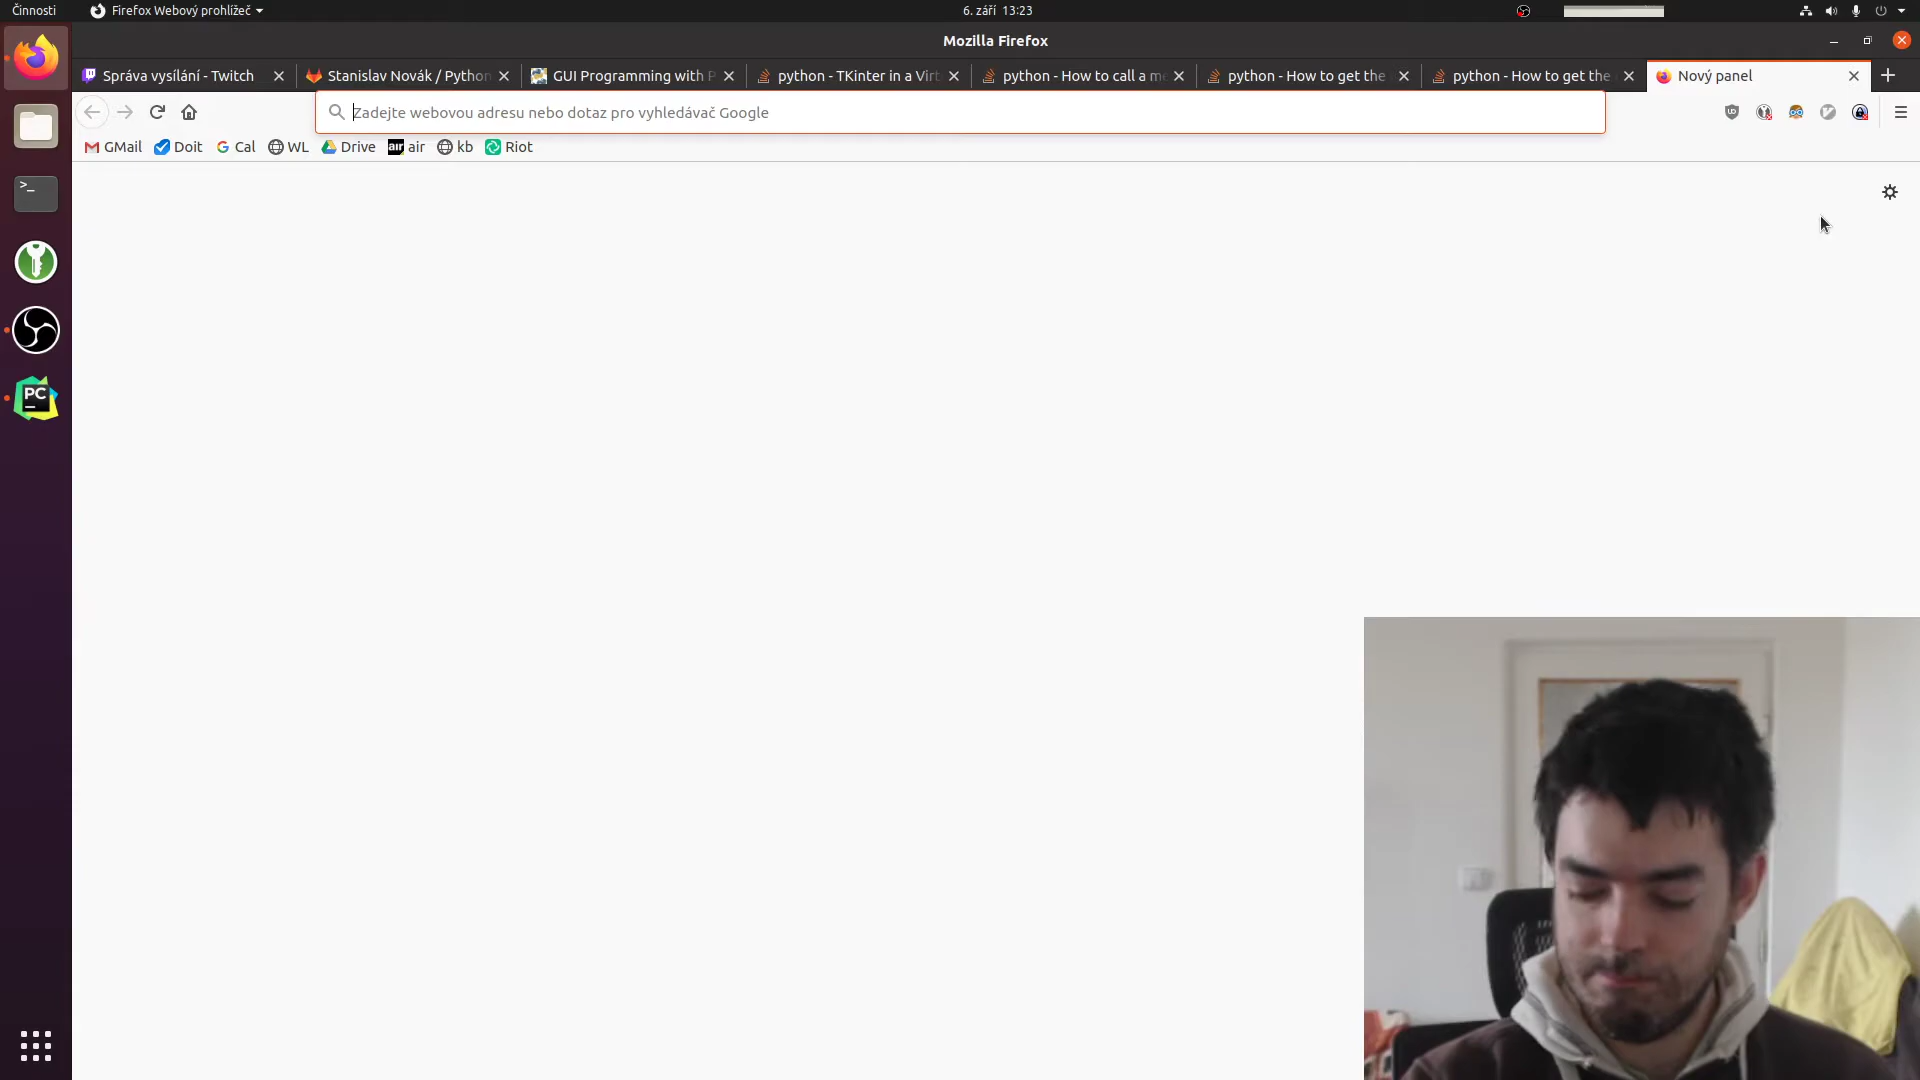 Činnosti
Firefox Webový prohlížeč
6. září 13:23
Mozilla Firefox
Správa vysílání - Twitch
Stanislav Novák / Python
GUI Programming with P
python - TKinter in a Virt
python - How to call a me
python - How to get the
python - How to get the
Nový panel
Zadejte webovou adresu nebo dotaz pro vyhledávač Google
GMail
Doit
Cal
WL
Drive
air air
kb
Riot
>_
PC